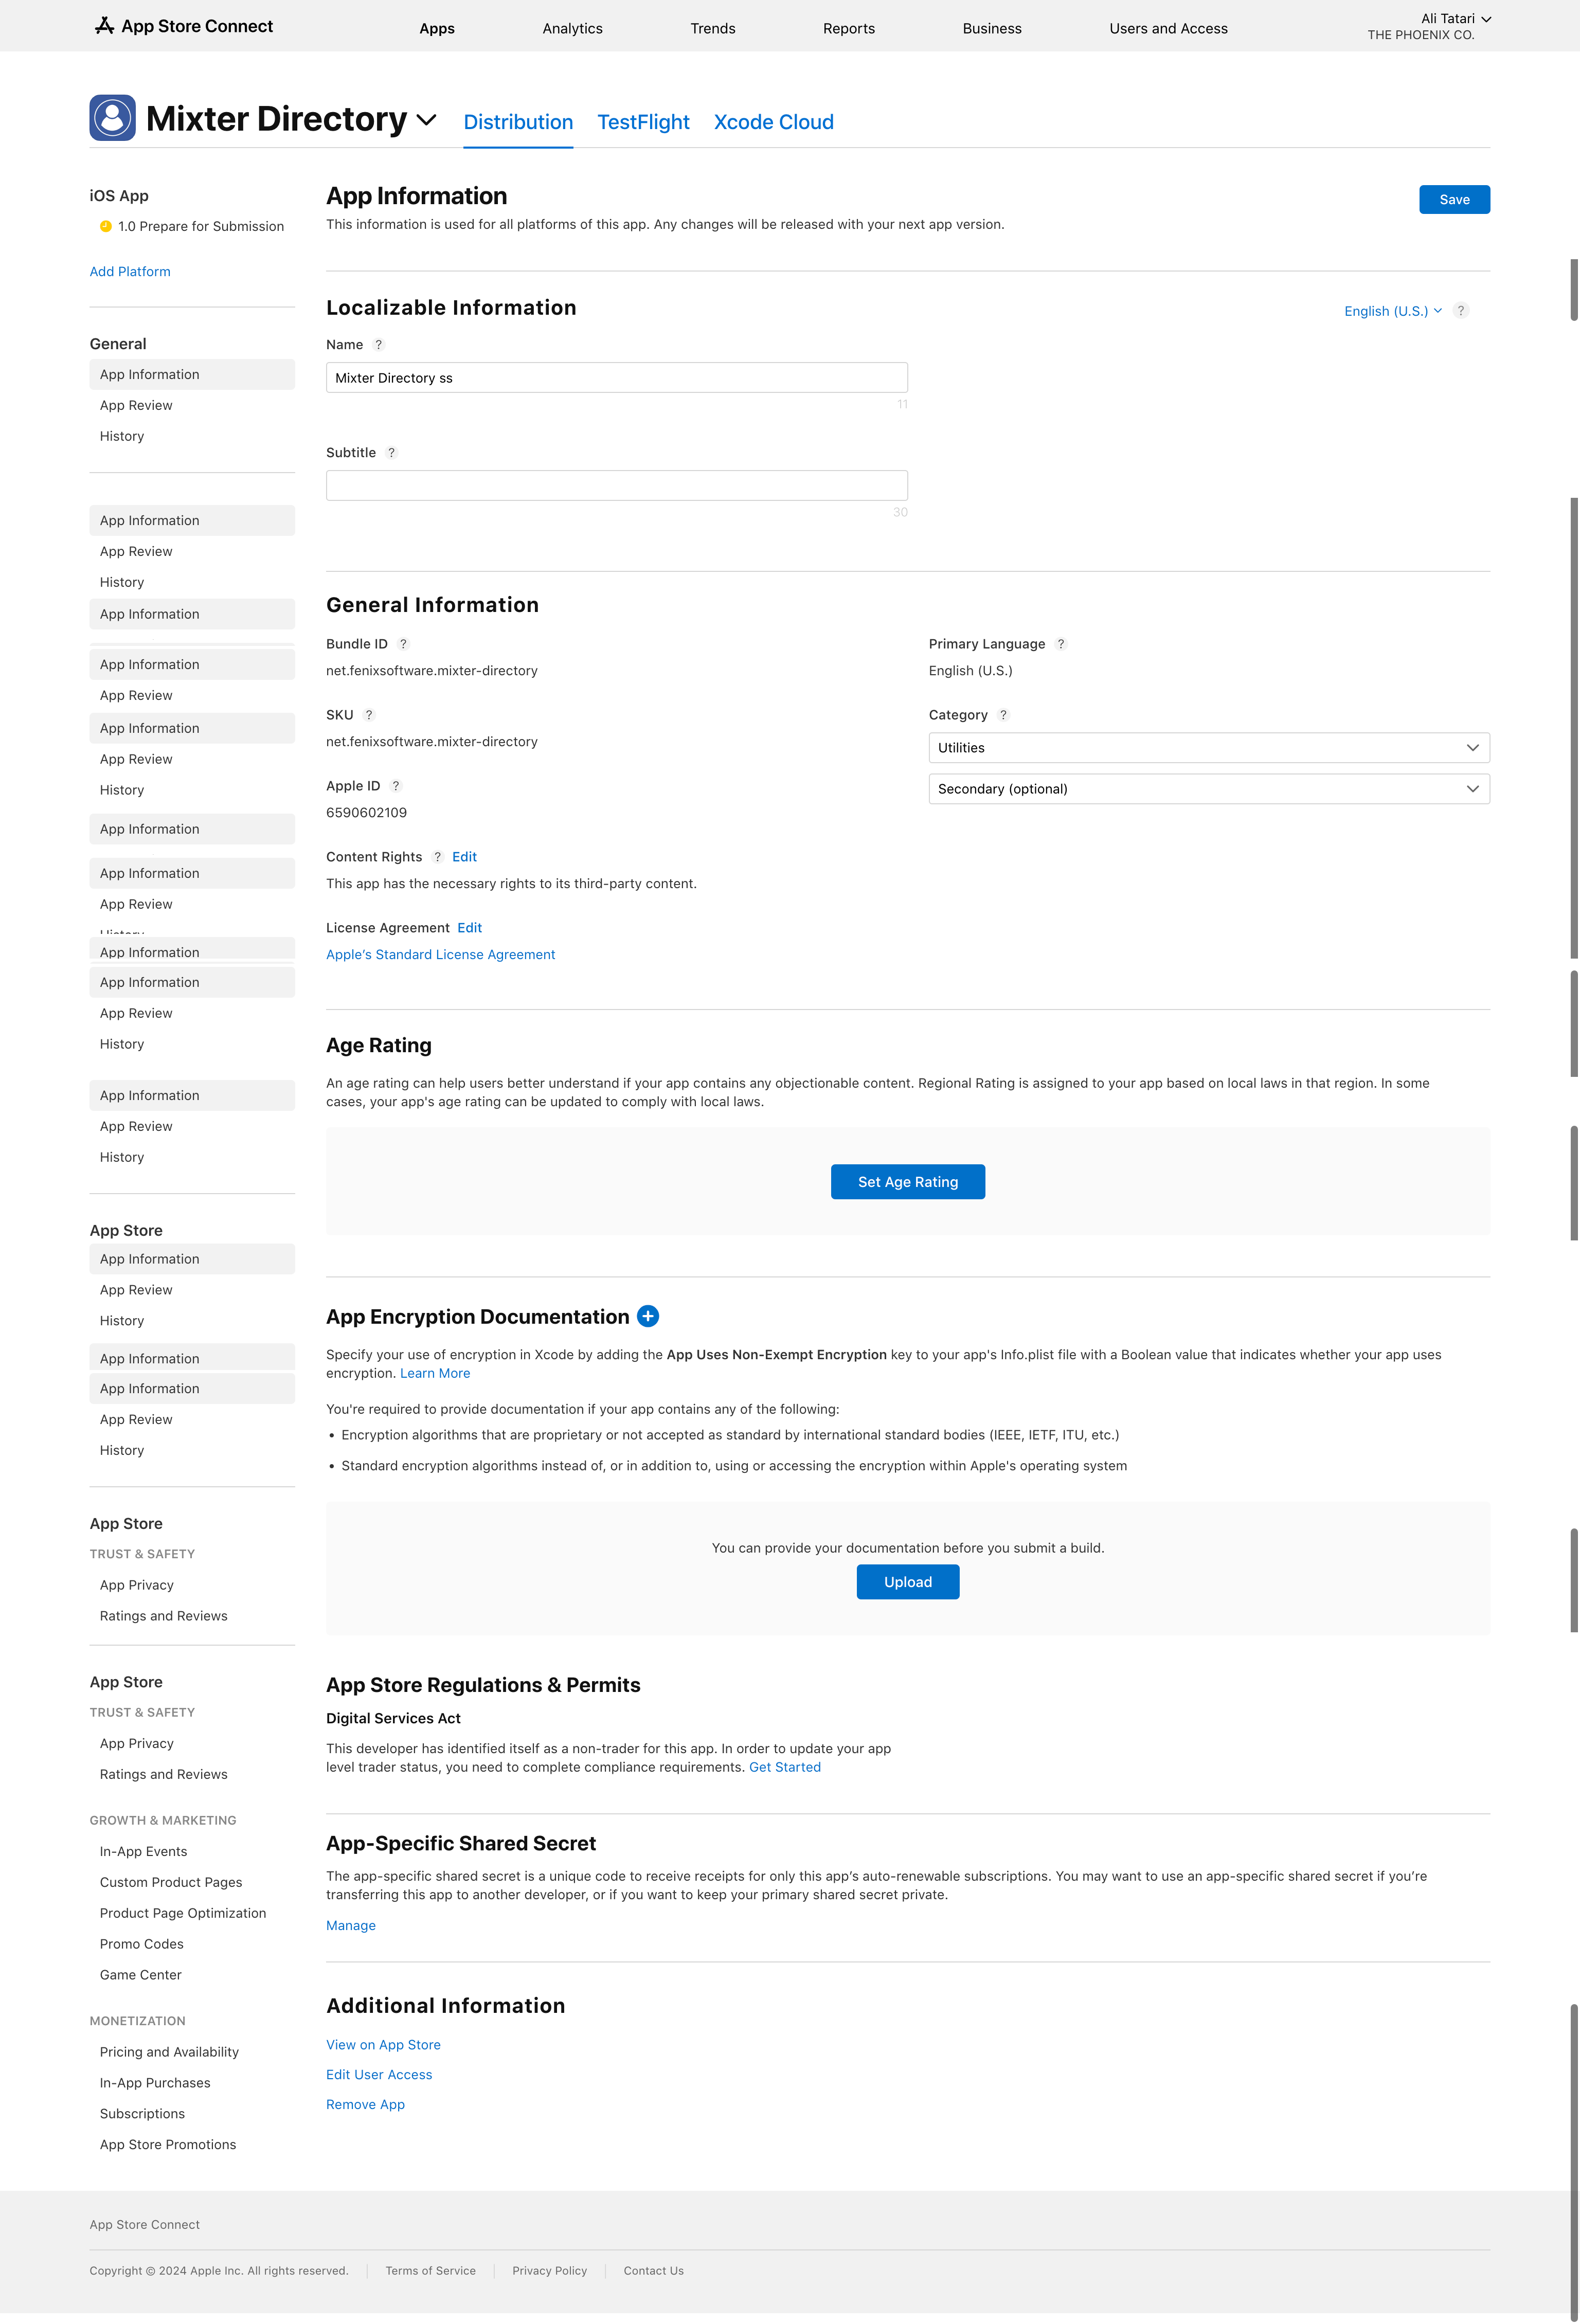 App Store Connect
Apps
Analytics
Trends
Reports
Business
Users and Access
Ali Tatari
THE PHOENIX CO.
Mixter Directory
Distribution
TestFlight
Xcode Cloud
iOS App
1.0 Prepare for Submission
Add Platform
General
App Information
App Review
History
App Information
App Review
History
App Information
App Information
App Review
App Information
App Review
History
App Information
App Information
App Review
History
App Information
App Information
App Review
History
App Information
App Review
History
App Store
App Information
App Review
History
App Information
App Information
App Review
History
App Store
TRUST & SAFETY
App Privacy
Ratings and Reviews
App Store
TRUST & SAFETY
App Privacy
Ratings and Reviews
GROWTH & MARKETING
In-App Events
Custom Product Pages
Product Page Optimization
Promo Codes
Game Center
MONETIZATION
Pricing and Availability
In-App Purchases
Subscriptions
App Store Promotions
App Information
Save
This information is used for all platforms of this app. Any changes will be released with your next app version.
Localizable Information
English (U.S.) ?
Name ?
Mixter Directory ss
11
Subtitle ?
30
General Information
Bundle ID ?
net.fenixsoftware.mixter-directory
SKU ?
net.fenixsoftware.mixter-directory
Apple ID ?
6590602109
Content Rights ? Edit
This app has the necessary rights to its third-party content.
License Agreement Edit
Apple’s Standard License Agreement
Primary Language ?
English (U.S.)
Category ?
Utilities
Secondary (optional)
Age Rating
An age rating can help users better understand if your app contains any objectionable content. Regional Rating is assigned to your app based on local laws in that region. In some
cases, your app's age rating can be updated to comply with local laws.
Set Age Rating
App Encryption Documentation
Specify your use of encryption in Xcode by adding the App Uses Non-Exempt Encryption key to your app's Info.plist file with a Boolean value that indicates whether your app uses
encryption. Learn More
You're required to provide documentation if your app contains any of the following:
• Encryption algorithms that are proprietary or not accepted as standard by international standard bodies (IEEE, IETF, ITU, etc.)
• Standard encryption algorithms instead of, or in addition to, using or accessing the encryption within Apple's operating system
You can provide your documentation before you submit a build.
Upload
App Store Regulations & Permits
Digital Services Act
This developer has identified itself as a non-trader for this app. In order to update your app
level trader status, you need to complete compliance requirements. Get Started
App-Specific Shared Secret
The app-specific shared secret is a unique code to receive receipts for only this app’s auto-renewable subscriptions. You may want to use an app-specific shared secret if you’re
transferring this app to another developer, or if you want to keep your primary shared secret private.
Manage
Additional Information
View on App Store
Edit User Access
Remove App
App Store Connect
Copyright © 2024 Apple Inc. All rights reserved.
Terms of Service
Privacy Policy
Contact Us